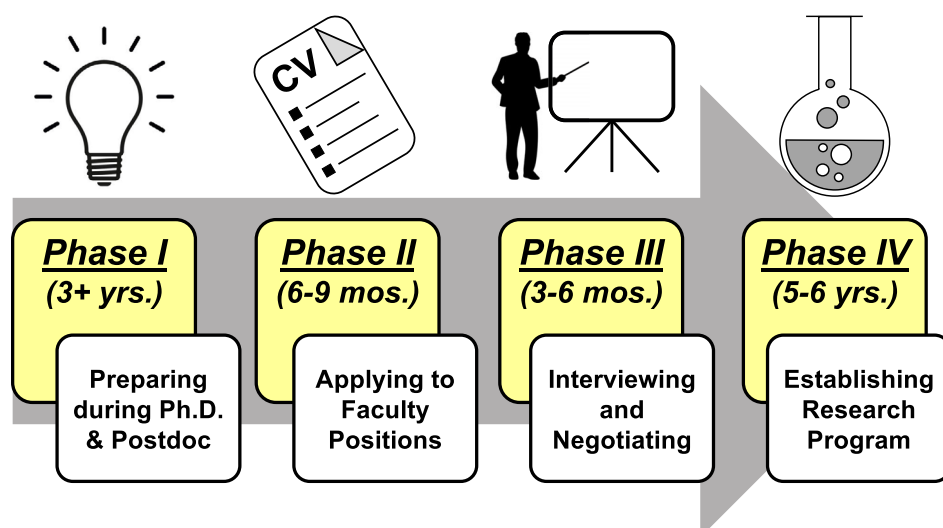 CV
Phase I
(3+ yrs.)
Preparing
during Ph.D.
& Postdoc
Phase II
(6-9 mos.)
Applying to
Faculty
Positions
Phase III
(3-6 mos.)
Interviewing
and
Negotiating
Phase IV
(5-6 yrs.)
Establishing
Research
Program